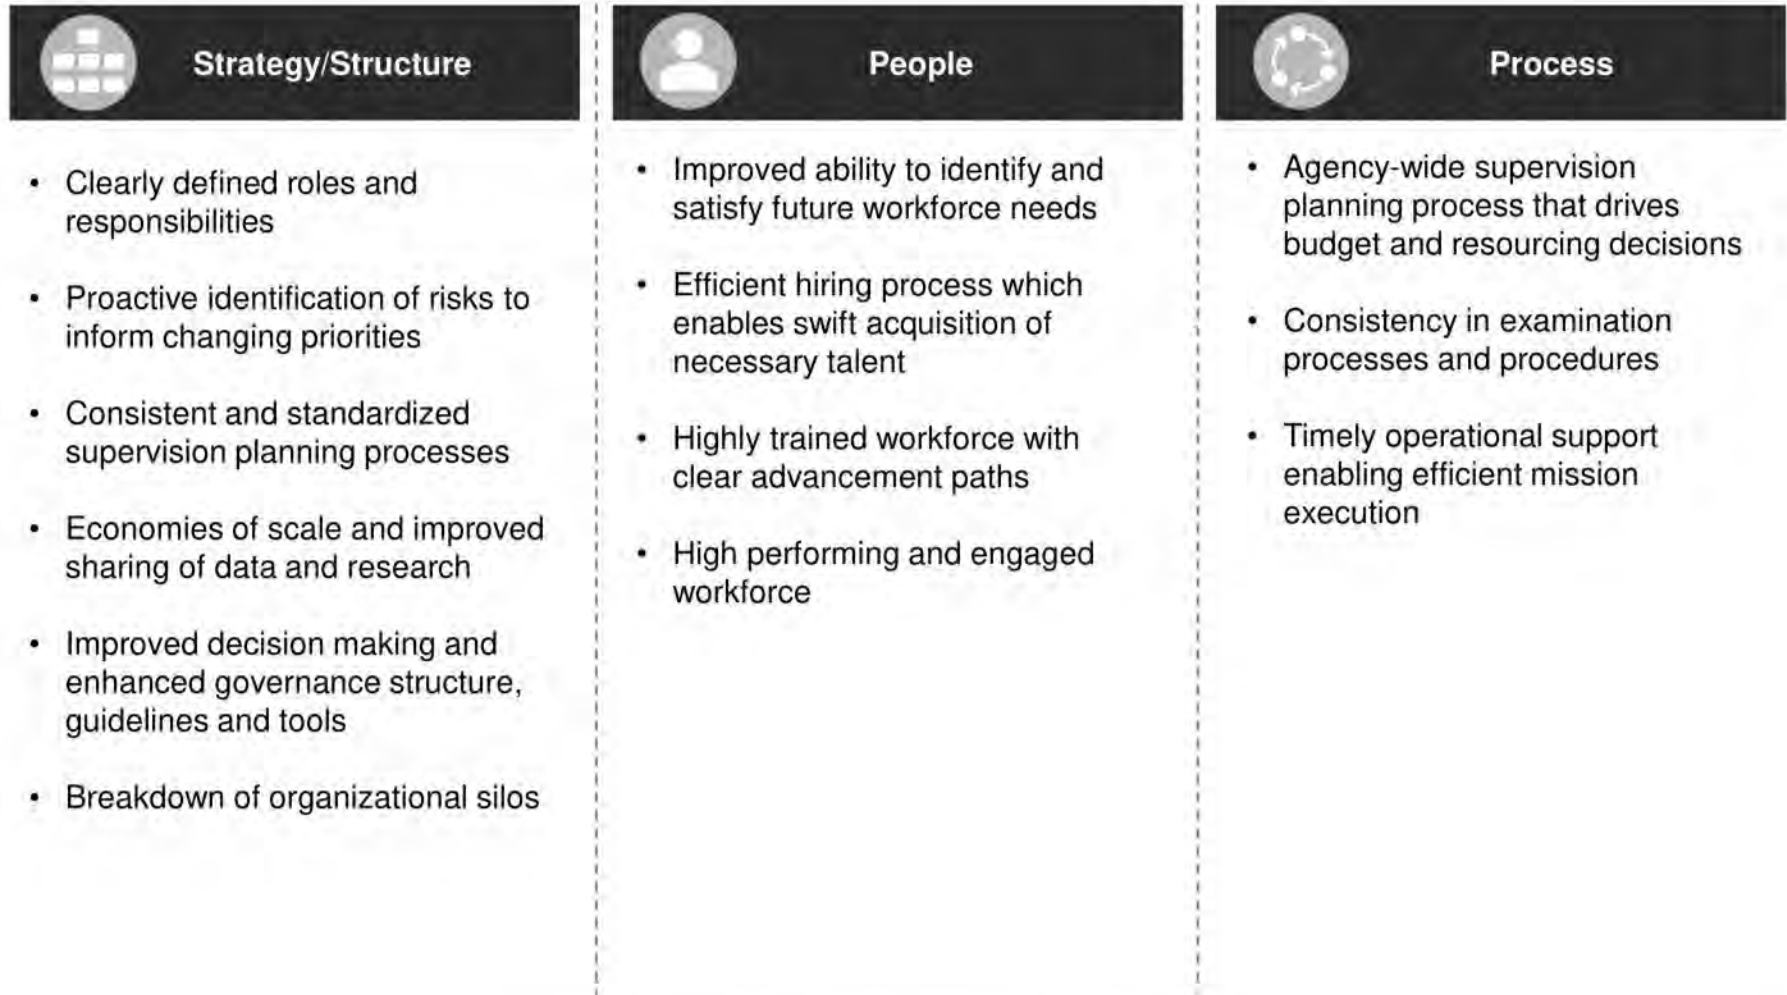 Strategy/Structure
• Clearly defined roles and
responsibilities
• Proactive identification of risks to
inform changing priorities
• Consistent and standardized
supervision planning processes
• Economies of scale and improved
sharing of data and research
• Improved decision making and
enhanced governance structure,
guidelines and tools
• Breakdown of organizational silos
People
• Improved ability to identify and
satisfy future workforce needs
• Efficient hiring process which
enables swift acquisition of
necessary talent
• Highly trained workforce with
clear advancement paths
• High performing and engaged
workforce
Process
• Agency-wide supervision
planning process that drives
budget and resourcing decisions
• Consistency in examination
processes and procedures
• Timely operational support
enabling efficient mission
execution